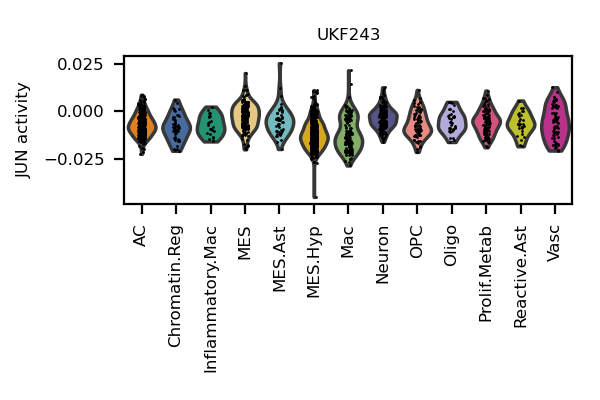 UKF243
JUN activity
0.025
0.000
−0.025
AC
Chromatin.Reg
Inflammatory.Mac
MES
MES.Ast
MES.Hyp
Mac
Neuron
OPC
Oligo
Prolif.Metab
Reactive.Ast
Vasc